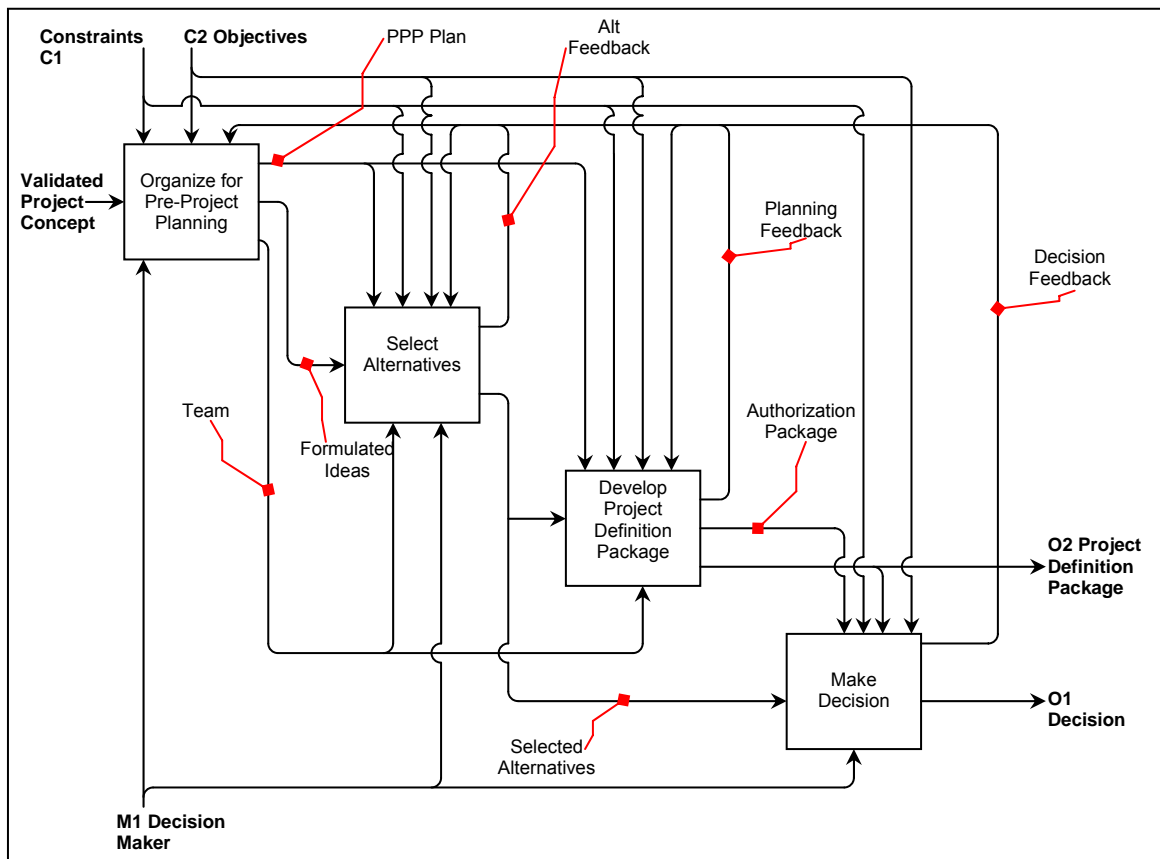 Constraints
C1
C2 Objectives
PPP Plan
Alt
Feedback
Validated
Project
Concept
Organize for
Pre-Project
Planning
Planning
Feedback
Decision
Feedback
Select
Alternatives
Team
Formulated
Ideas
Authorization
Package
Develop
Project
Definition
Package
O2 Project
Definition
Package
Make
Decision
O1
Decision
Selected
Alternatives
M1 Decision
Maker